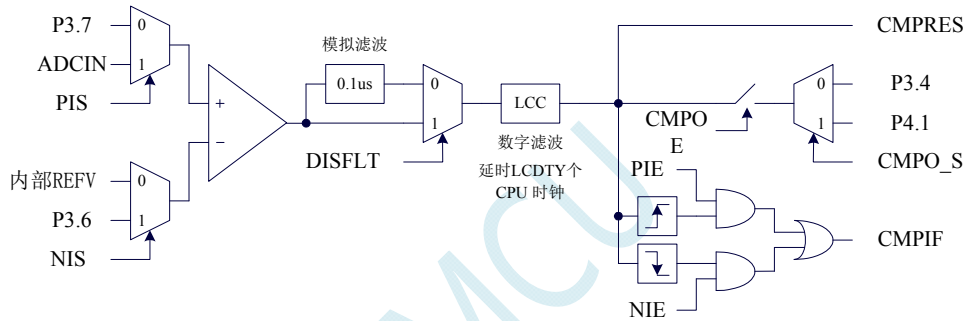 P3.7
ADCIN
PIS
0
1
+
−
内部REFV
P3.6
NIS
0
1
模拟滤波
0.1us
0
1
DISFLT
LCC
数字滤波
延时LCDTY个
CPU 时钟
CMPRES
CMPO
E
0
1
P3.4
P4.1
CMPO_S
PIE
NIE
CMPIF
MCU